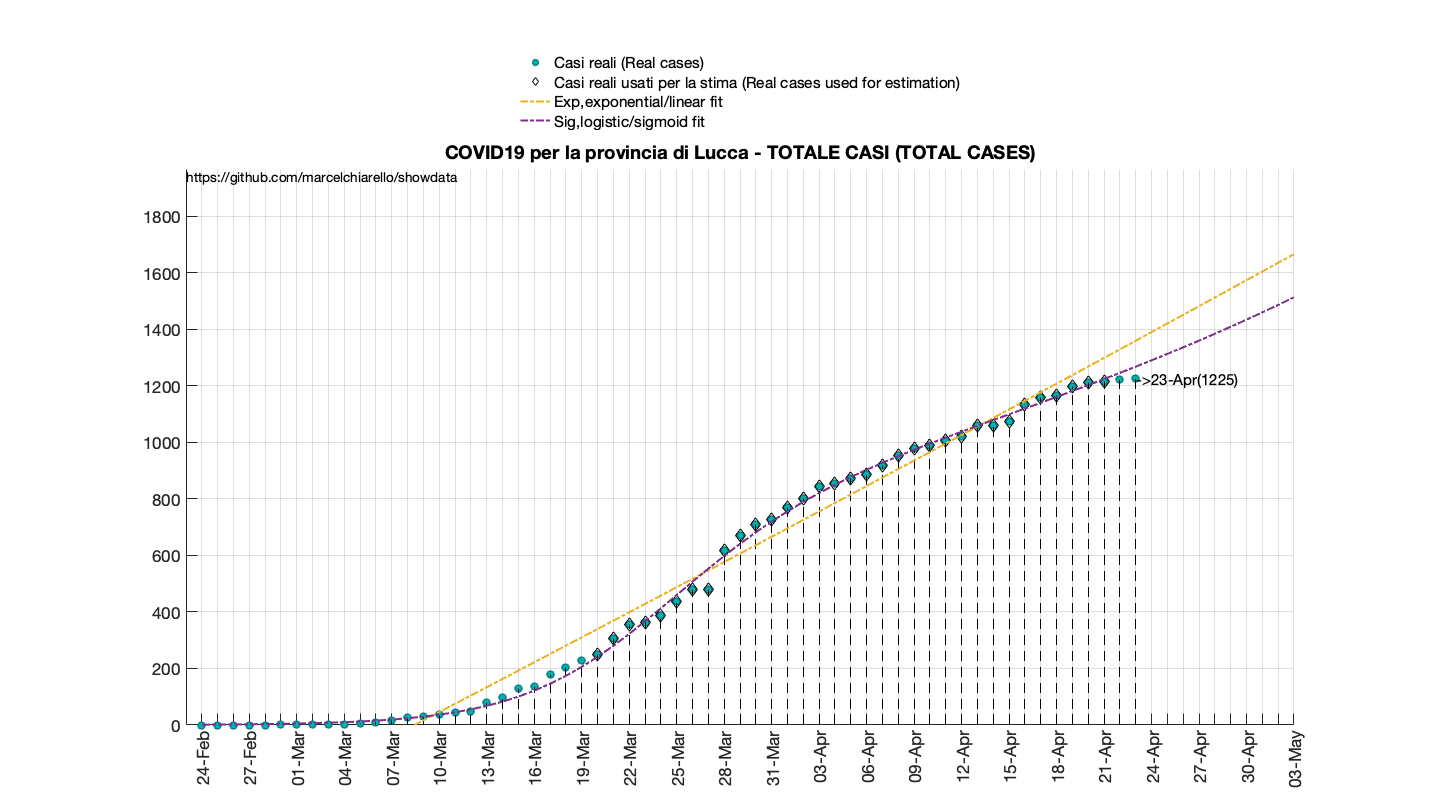 Casi reali (Real cases)
Casi reali usati per la stima (Real cases used for estimation)
Exp,exponential/linear fit
Sig,logistic/sigmoid fit
COVID19 per la provincia di Lucca - TOTALE CASI (TOTAL CASES)
https://github.com/marcelchiarello/showdata
1800
1600
1400
1200
1000
800
600
400
200
0
->23-Apr(1225)
24-Feb
27-Feb
01-Mar
04-Mar
07-Mar
10-Mar
13-Mar
16-Mar
19-Mar
22-Mar
25-Mar
28-Mar
31-Mar
03-Apr
06-Apr
09-Apr
12-Apr
15-Apr
18-Apr
21-Apr
24-Apr
27-Apr
30-Apr
03-May